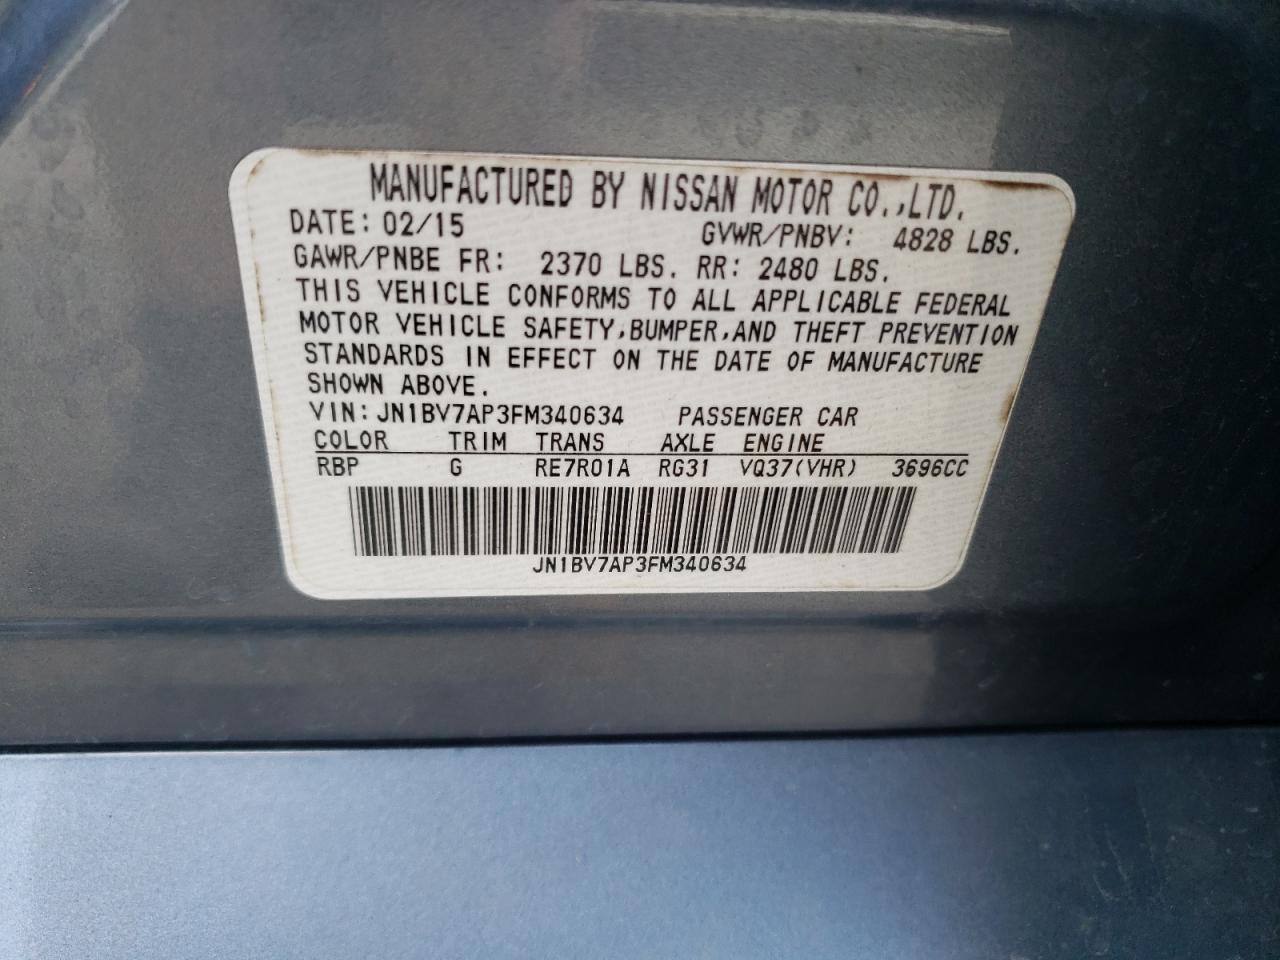 MANUFACTURED BY NISSAN MOTOR CO.,LTD.
DATE: 02/15 GVWR/PNBV: 4828 LBS.
GAWR/PNBE FR: 2370 LBS. RR: 2480 LBS.
THIS VEHICLE CONFORMS TO ALL APPLICABLE FEDERAL
MOTOR VEHICLE SAFETY,BUMPER,AND THEFT PREVENTION
STANDARDS IN EFFECT ON THE DATE OF MANUFACTURE
SHOWN ABOVE.
VIN: JN1BV7AP3FM340634 PASSENGER CAR
COLOR TRIM TRANS AXLE ENGINE
RBP G RE7R01A RG31 VQ37(VHR) 3696CC
JN1BV7AP3FM340634